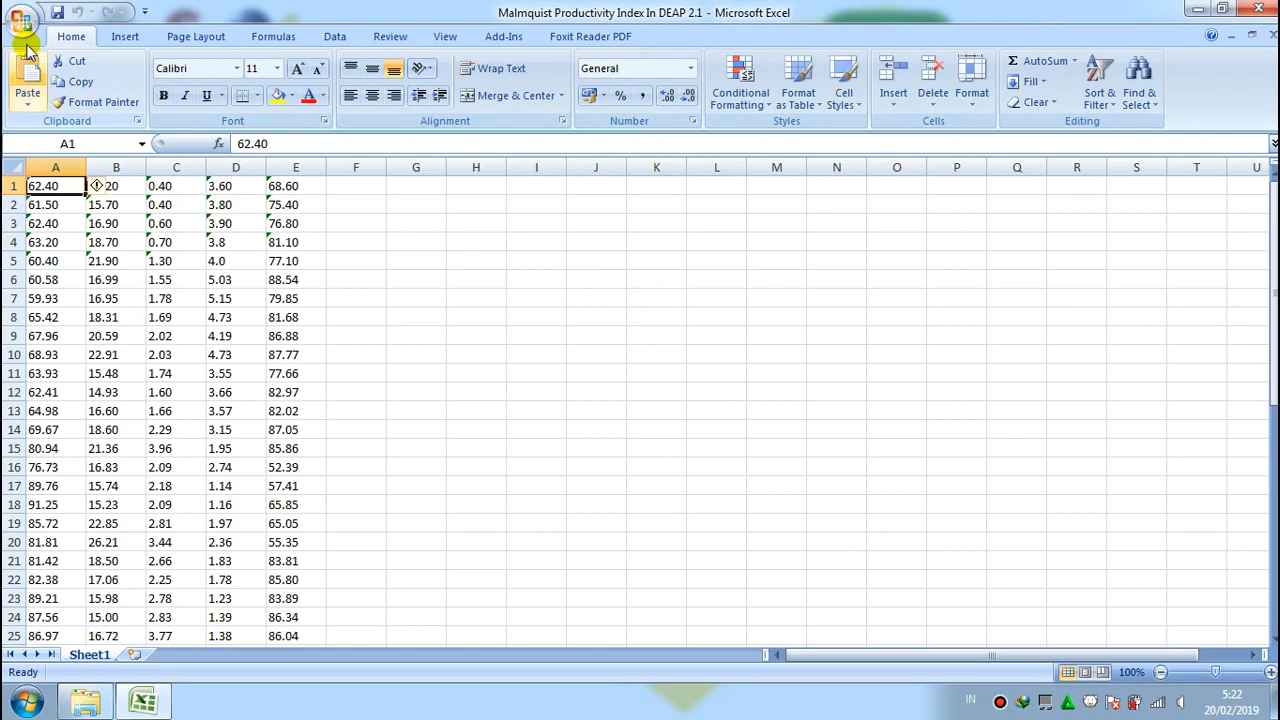 Malmquist Productivity Index In DEAP 2.1 - Microsoft Excel
Home Insert Page Layout Formulas Data Review View Add-Ins Foxit Reader PDF
Paste
Cut
Copy
Format Painter
Clipboard
Calibri 11
B I U
Font
Wrap Text
Merge & Center
Alignment
General
% ,
Number
Conditional Formatting
Format as Table
Cell Styles
Styles
Insert Delete Format
Cells
AutoSum
Fill
Clear
Sort & Filter
Find & Select
Editing
A1 fx 62.40
A B C D E F G H I J K L M N O P Q R S T U
1 62.40 20 0.40 3.60 68.60
2 61.50 15.70 0.40 3.80 75.40
3 62.40 16.90 0.60 3.90 76.80
4 63.20 18.70 0.70 3.8 81.10
5 60.40 21.90 1.30 4.0 77.10
6 60.58 16.99 1.55 5.03 88.54
7 59.93 16.95 1.78 5.15 79.85
8 65.42 18.31 1.69 4.73 81.68
9 67.96 20.59 2.02 4.19 86.88
10 68.93 22.91 2.03 4.73 87.77
11 63.93 15.48 1.74 3.55 77.66
12 62.41 14.93 1.60 3.66 82.97
13 64.98 16.60 1.66 3.57 82.02
14 69.67 18.60 2.29 3.15 87.05
15 80.94 21.36 3.96 1.95 85.86
16 76.73 16.83 2.09 2.74 52.39
17 89.76 15.74 2.18 1.14 57.41
18 91.25 15.23 2.09 1.16 65.85
19 85.72 22.85 2.81 1.97 65.05
20 81.81 26.21 3.44 2.36 55.35
21 81.42 18.50 2.66 1.83 83.81
22 82.38 17.06 2.25 1.78 85.80
23 89.21 15.98 2.78 1.23 83.89
24 87.56 15.00 2.83 1.39 86.34
25 86.97 16.72 3.77 1.38 86.04
Sheet1
Ready 100%
IN 5:22
20/02/2019